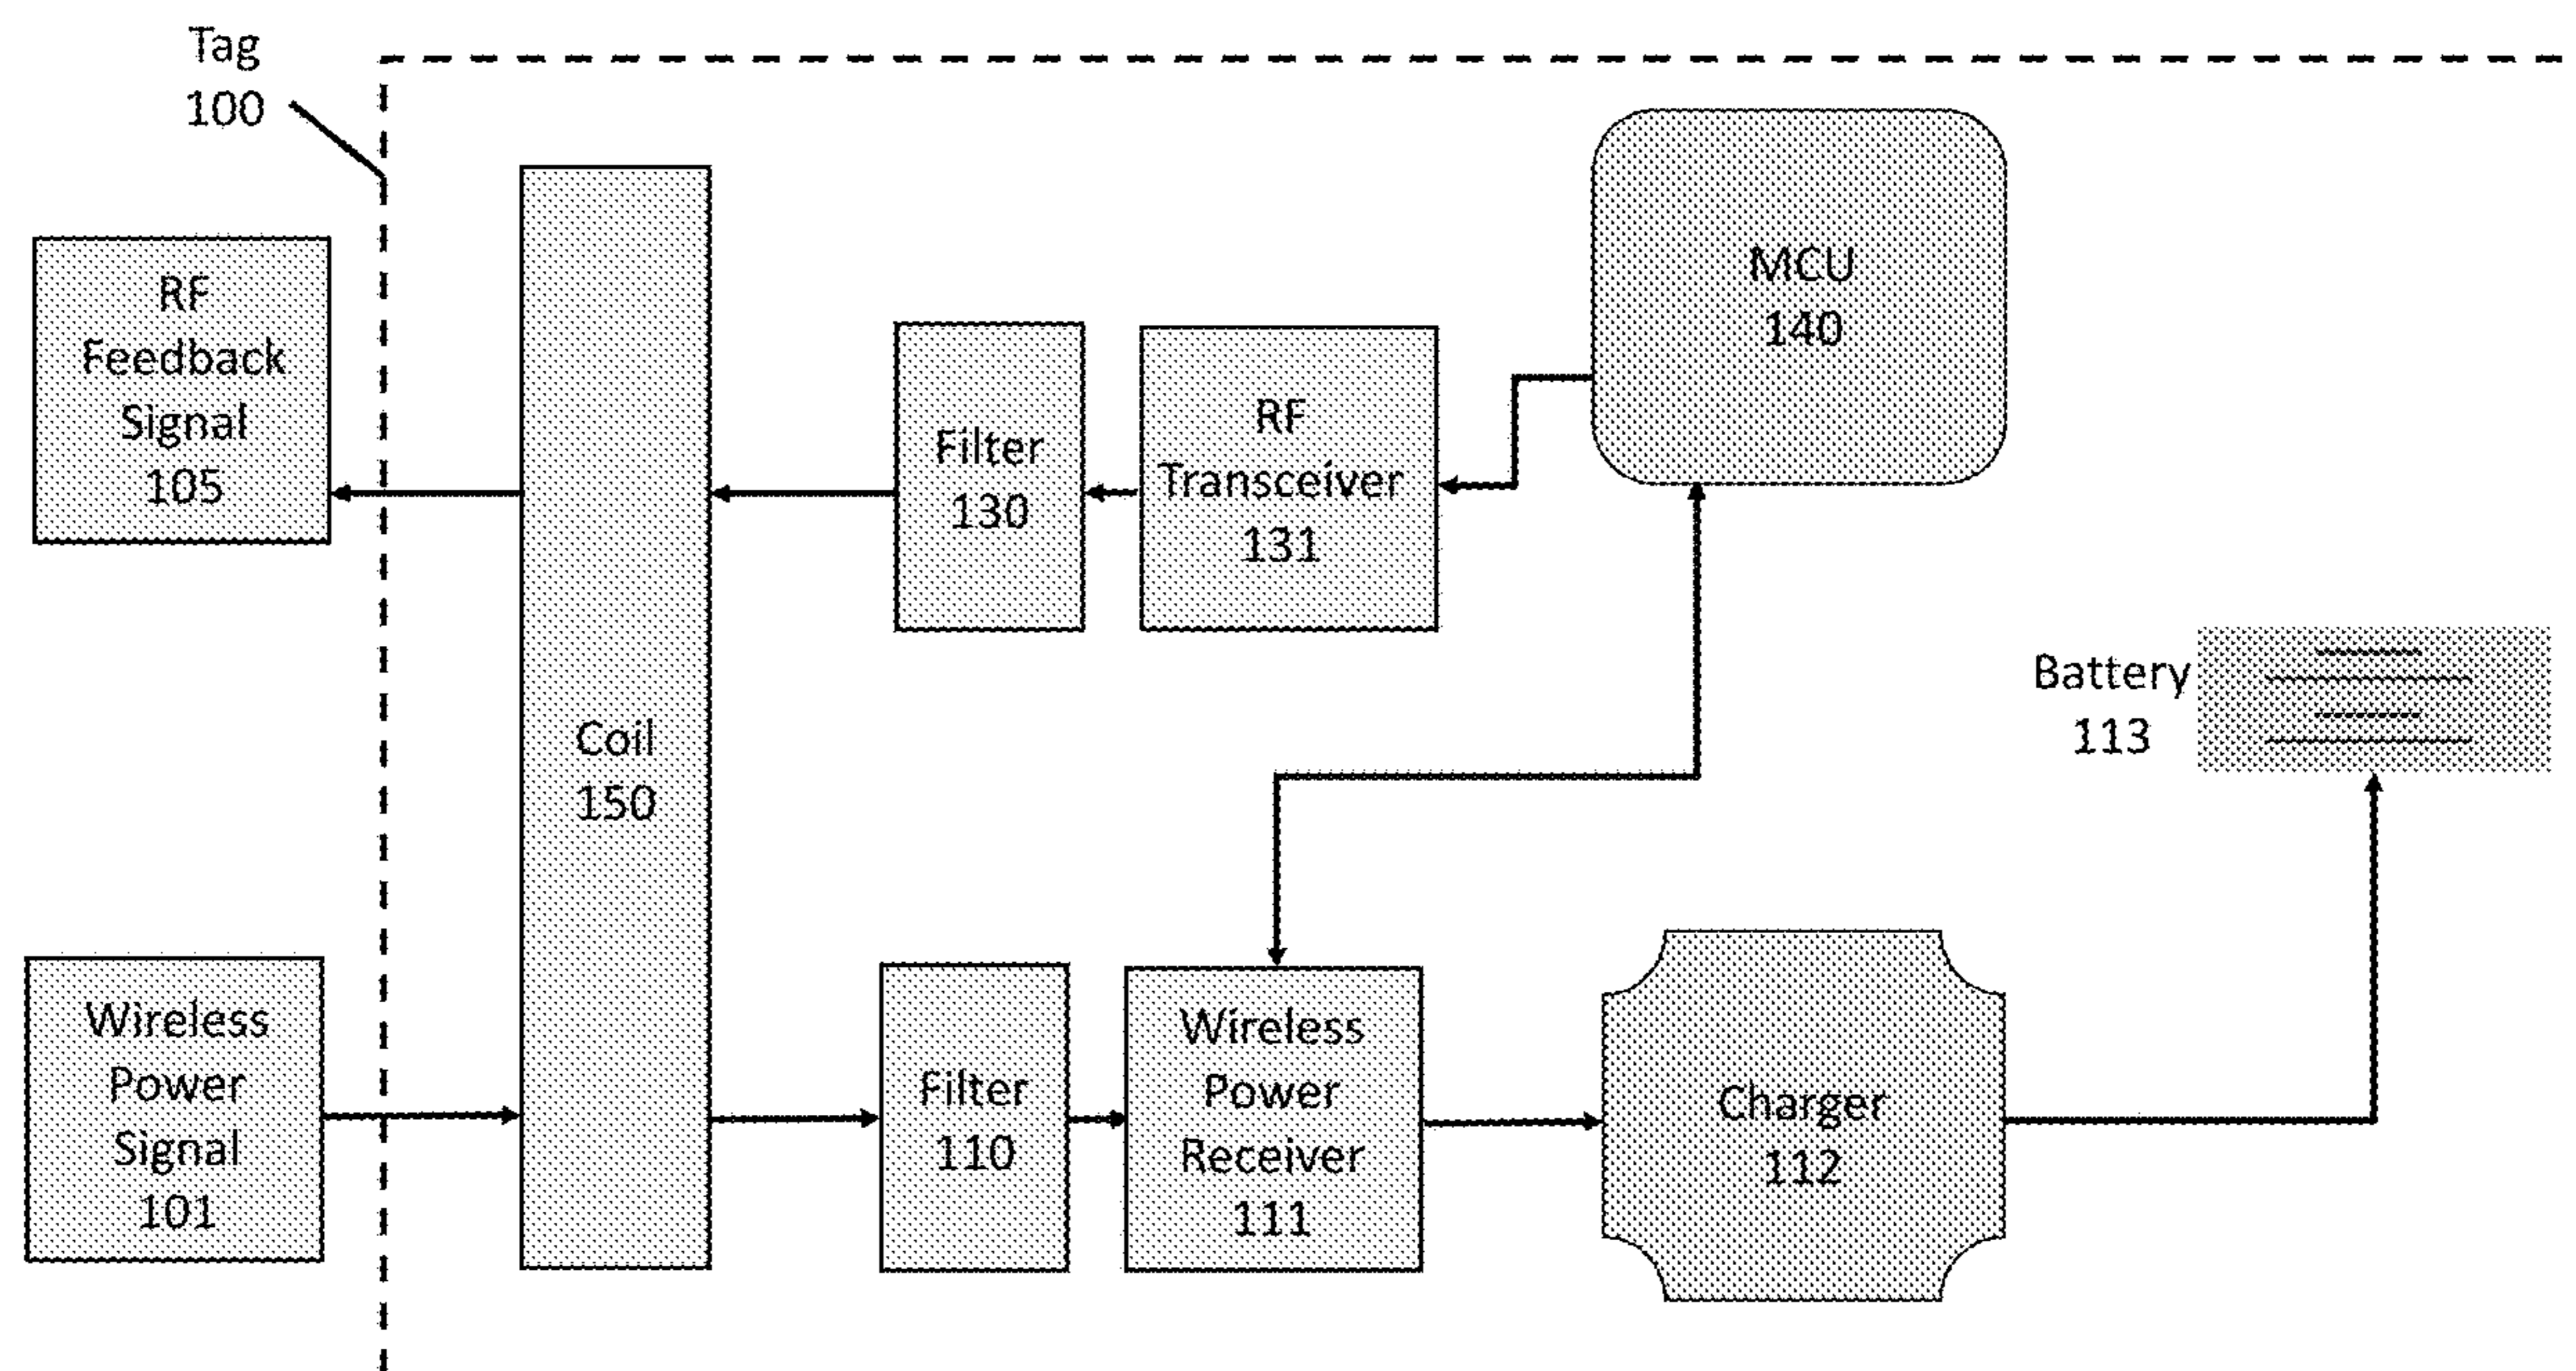 Tag
100
RF
Feedback
Signal
105
Coil
150
Filter
130
RF
Transceiver
131
MCU
140
Battery
113
Wireless
Power
Signal
101
Filter
110
Wireless
Power
Receiver
111
Charger
112